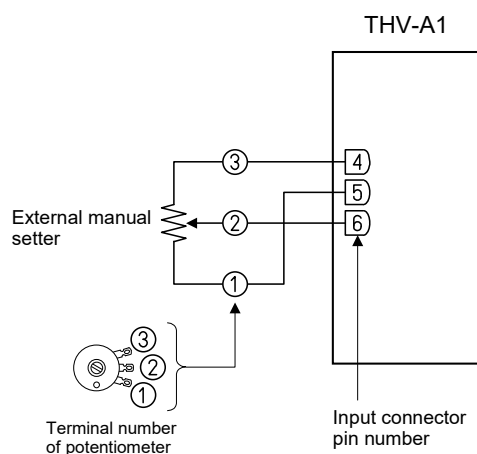 THV-A1
③
4
5
External manual
setter
②
6
①
③
②
①
Terminal number
of potentiometer
Input connector
pin number